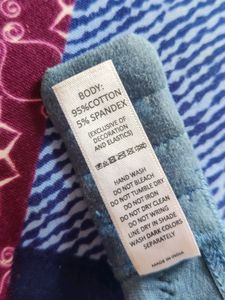 BODY:
95%COTTON
5% SPANDEX
(EXCLUSIVE OF
DECORATION
AND ELASTICS)
HAND WASH
DO NOT BLEACH
DO NOT TUMBLE DRY
DO NOT IRON
DO NOT DRY CLEAN
DO NOT WRING
LINE DRY IN SHADE
WASH DARK COLORS
SEPARATELY
MADE IN INDIA